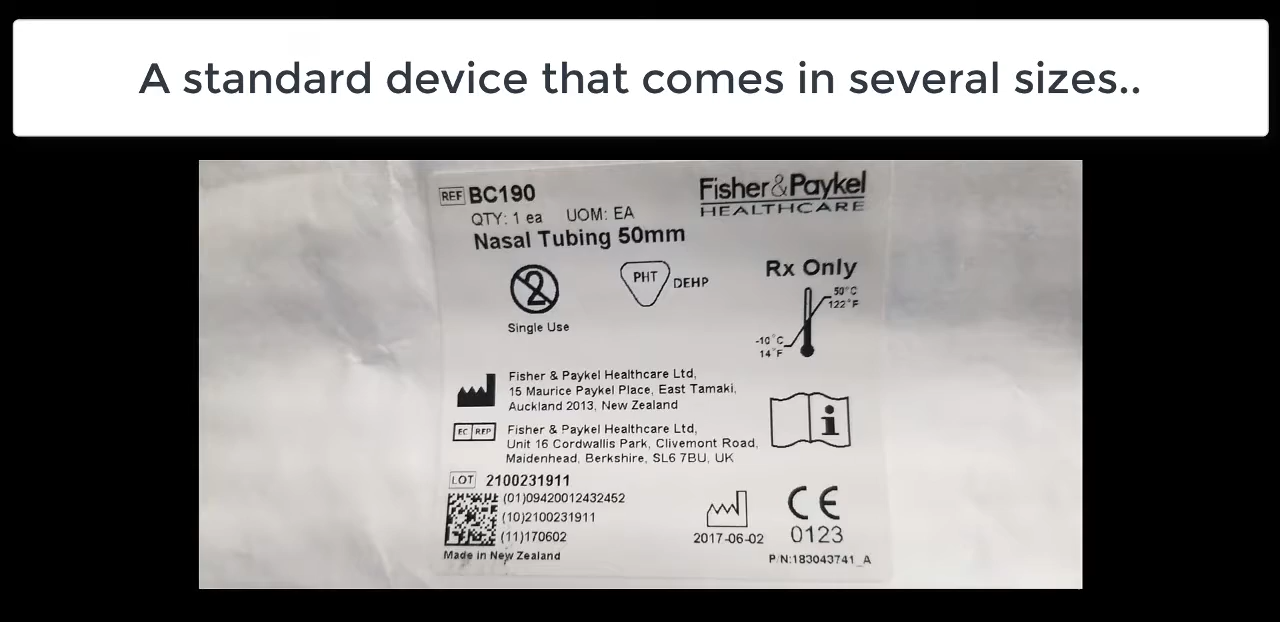 A standard device that comes in several sizes..
REF BC190
Fisher&Paykel
HEALTHCARE
QTY: 1 ea UOM: EA
Nasal Tubing 50mm
2
Single Use
PHT DEHP
Rx Only
50°C
122°F
-10°C
14°F
Fisher & Paykel Healthcare Ltd,
15 Maurice Paykel Place, East Tamaki,
Auckland 2013, New Zealand
i
EC REP
Fisher & Paykel Healthcare Ltd,
Unit 16 Cordwallis Park, Clivemont Road,
Maidenhead, Berkshire, SL6 7BU, UK
LOT 2100231911
(01)09420012432452
(10)2100231911
(11)170602
Made in New Zealand
2017-06-02
CE
0123
P/N:183043741_A